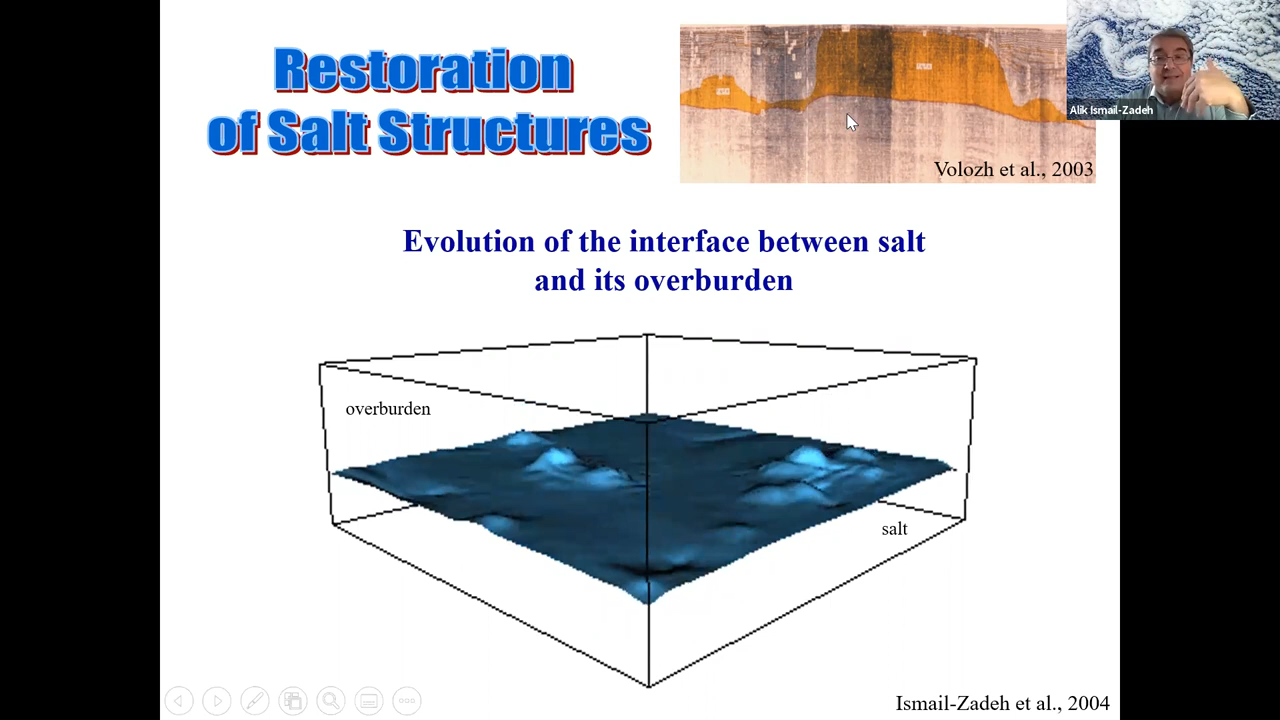 Restoration
of Salt Structures
Alik Ismail-Zadeh
Volozh et al., 2003
Evolution of the interface between salt
and its overburden
overburden
salt
Ismail-Zadeh et al., 2004